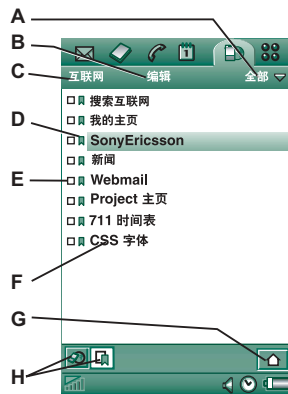 A
B
C
互联网 编辑 全部
搜索互联网
我的主页
D
SonyEricsson
新闻
E
Webmail
Project 主页
711 时间表
CSS 字体
F
G
H